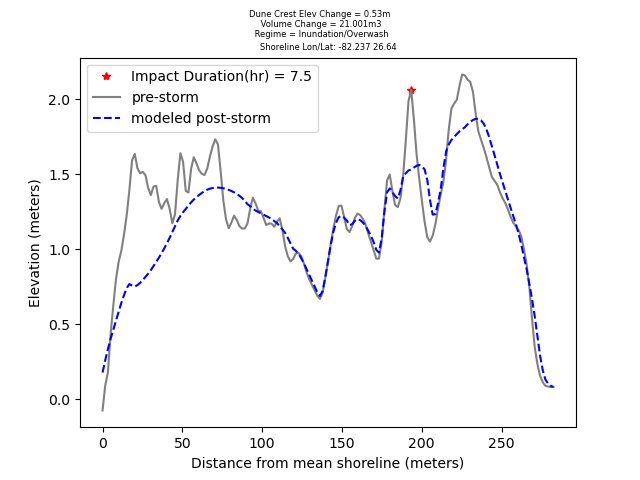 Dune Crest Elev Change = 0.53m
Volume Change = 21.001m3
Regime = Inundation/Overwash
Shoreline Lon/Lat: -82.237 26.64
Impact Duration(hr) = 7.5
pre-storm
modeled post-storm
Elevation (meters)
2.0
1.5
1.0
0.5
0.0
0 50 100 150 200 250
Distance from mean shoreline (meters)